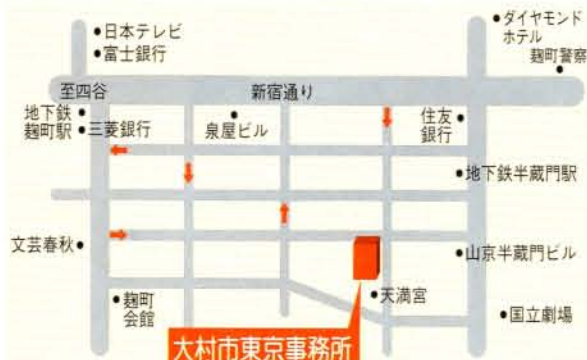 日本テレビ
富士銀行
ダイヤモンド
ホテル
麹町警察
至四谷
新宿通り
地下鉄
麹町駅
三菱銀行
泉屋ビル
住友
銀行
地下鉄半蔵門駅
文芸春秋
山京半蔵門ビル
麹町
会館
天満宮
国立劇場
大村市東京事務所